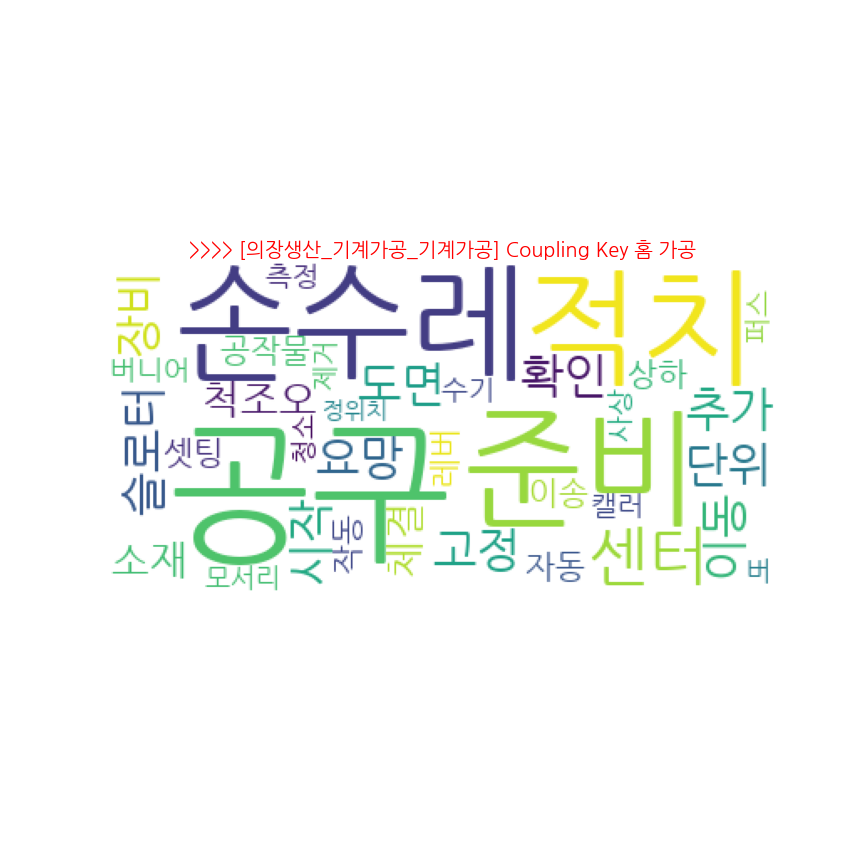 >>>> [의장생산_기계가공_기계가공] Coupling Key 홈 가공
장비
손수레
측정
적치
퍼스
버니어
공작물
제거
도면
수기
확인
상하
슬로터
척조오
정위치
사상
추가
셋팅
청소
공구
요망
레버
준비
이송
캘러
단위
소재
모서리
시작
작동
체결
고정
자동
센터
이동
버